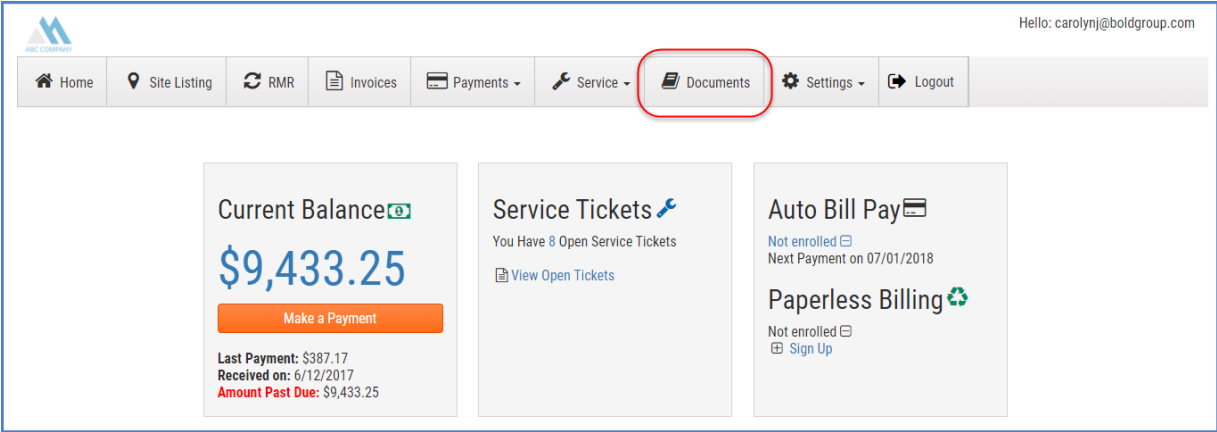 Hello: carolynj@boldgroup.com
ABC COMPANY
Home Site Listing RMR Invoices Payments Service Documents Settings Logout
Current Balance
$9,433.25
Make a Payment
Last Payment: $387.17
Received on: 6/12/2017
Amount Past Due: $9,433.25
Service Tickets
You Have 8 Open Service Tickets
View Open Tickets
Auto Bill Pay
Not enrolled
Next Payment on 07/01/2018
Paperless Billing
Not enrolled
Sign Up